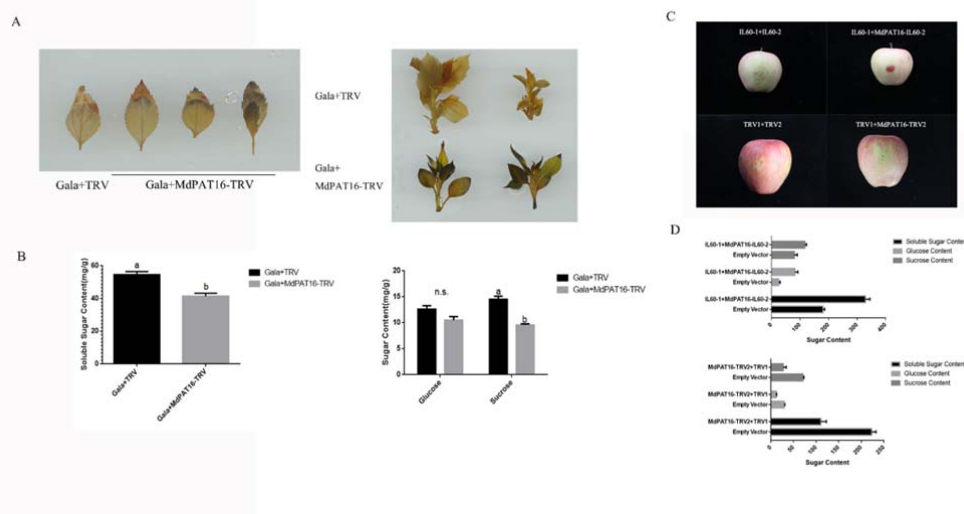 A
Gala+TRV
Gala+MdPAT16-TRV
Gala+TRV
Gala+
MdPAT16-TRV
B
Soluble Sugar Content(mg/g)
60
40
20
0
a
b
Gala+TRV
Gala+MdPAT16-TRV
Gala+TRV
Gala+MdPAT16-TRV
Sugar Content(mg/g)
20
15
10
5
0
n.s.
a
b
Glucose
Sucrose
Gala+TRV
Gala+MdPAT16-TRV
C
IL60-1+IL60-2
IL60-1+MdPAT16-IL60-2
TRV1+TRV2
TRV1+MdPAT16-TRV2
D
IL60-1+MdPAT16-IL60-2
Empty Vector
IL60-1+MdPAT16-IL60-2
Empty Vector
IL60-1+MdPAT16-IL60-2
Empty Vector
0 100 200 300 400
Sugar Content
Soluble Sugar Content
Glucose Content
Sucrose Content
MdPAT16-TRV2+TRV1
Empty Vector
MdPAT16-TRV2+TRV1
Empty Vector
MdPAT16-TRV2+TRV1
Empty Vector
0 50 100 150 200 250
Sugar Content
Soluble Sugar Content
Glucose Content
Sucrose Content